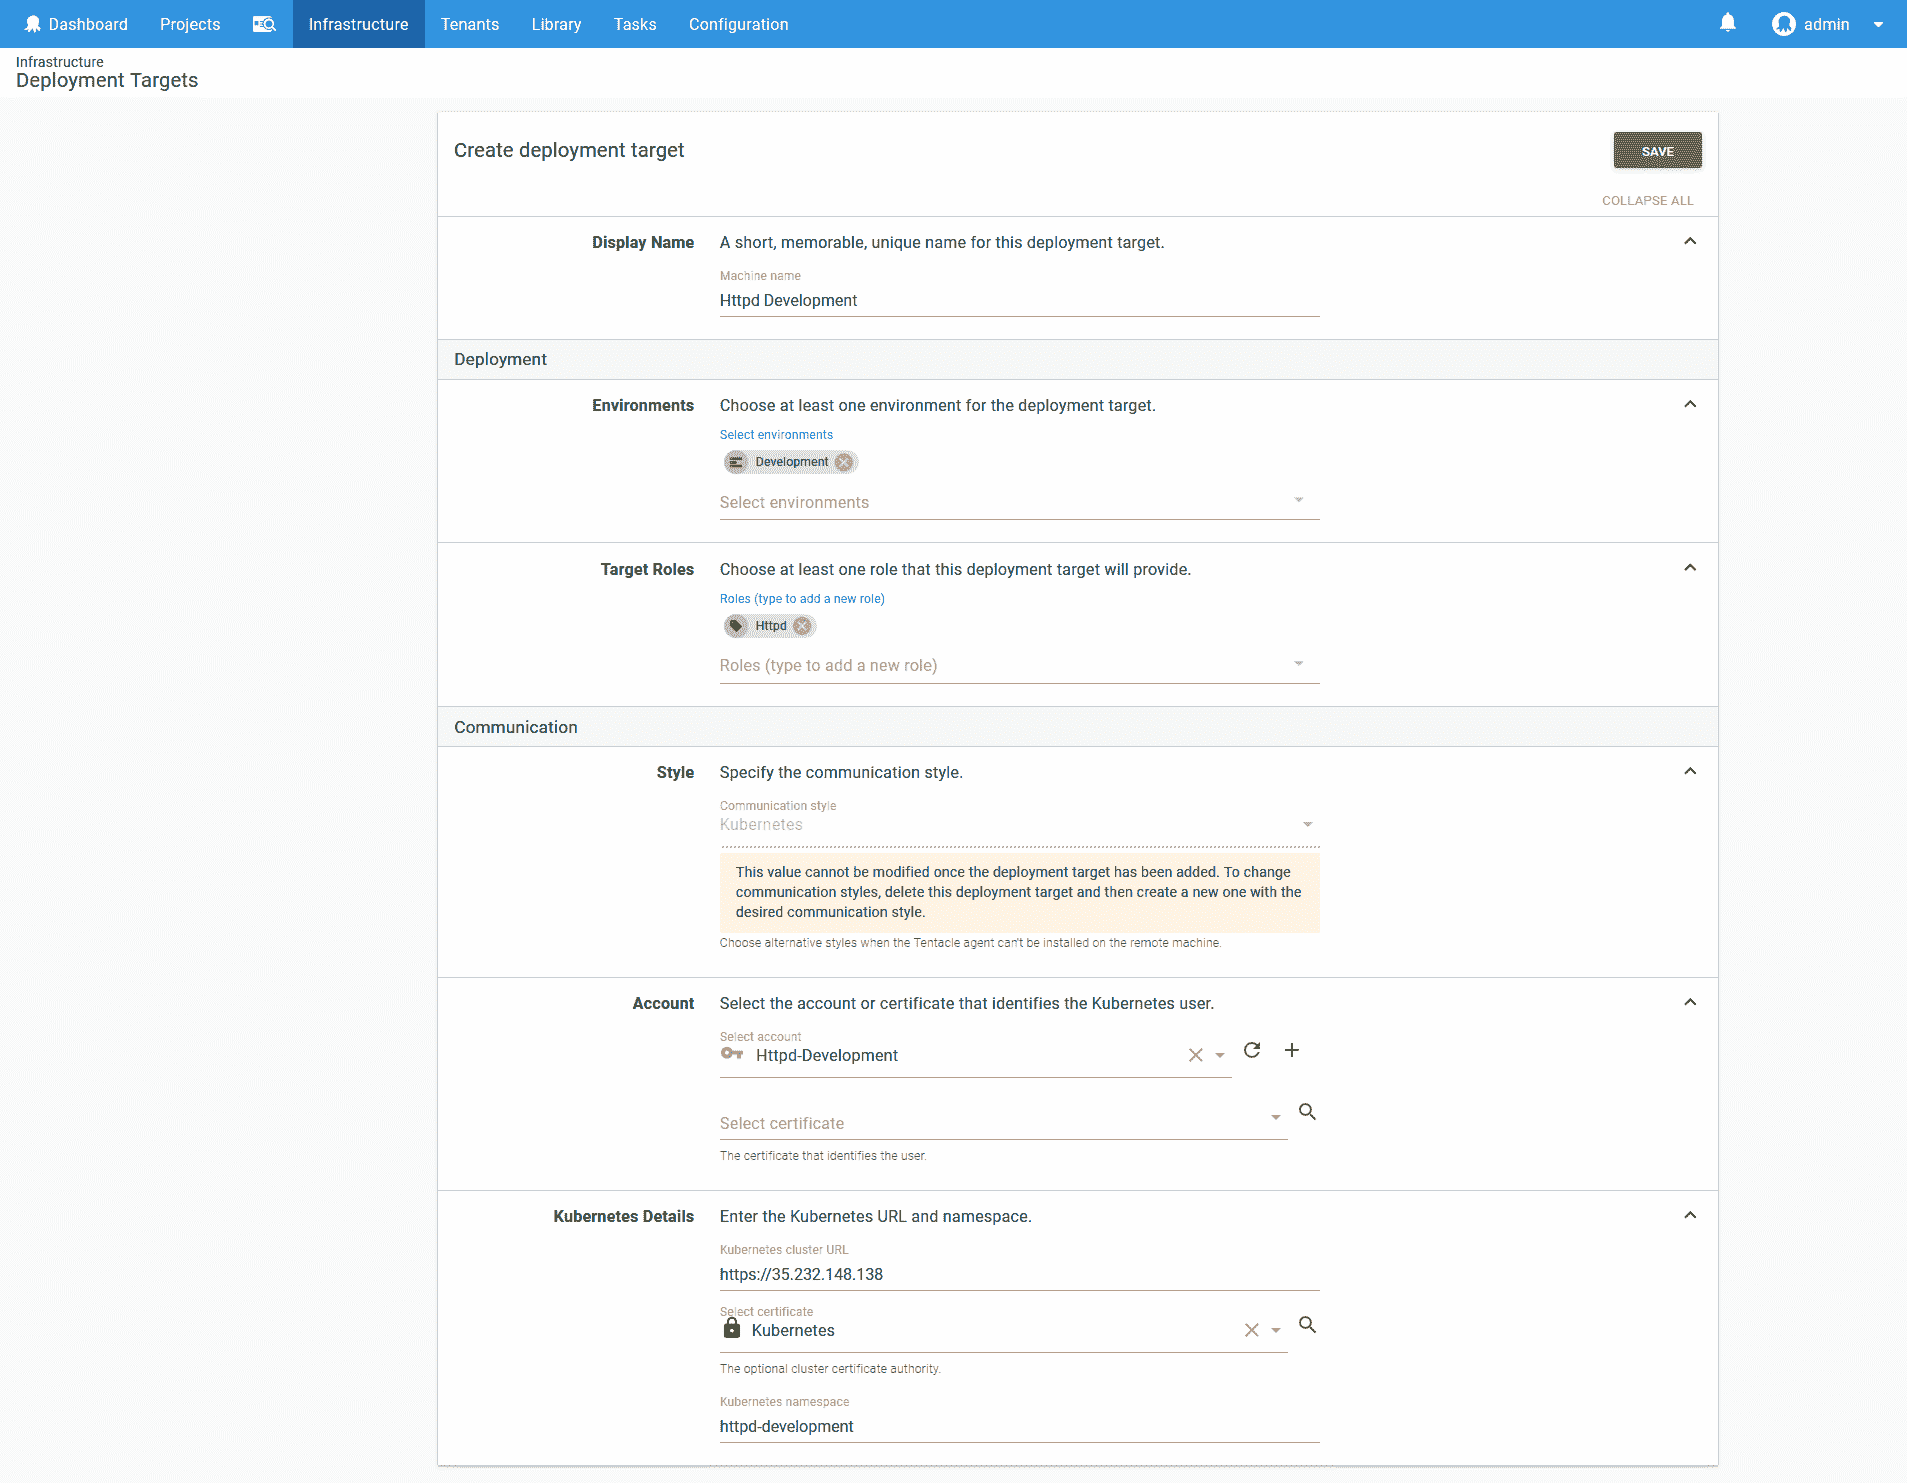 Dashboard Projects Infrastructure Tenants Library Tasks Configuration admin
Infrastructure
Deployment Targets
Create deployment target
SAVE
COLLAPSE ALL
Display Name A short, memorable, unique name for this deployment target.
Machine name
Httpd Development
Deployment
Environments Choose at least one environment for the deployment target.
Select environments
Development
Select environments
Target Roles Choose at least one role that this deployment target will provide.
Roles (type to add a new role)
Httpd
Roles (type to add a new role)
Communication
Style Specify the communication style.
Communication style
Kubernetes
This value cannot be modified once the deployment target has been added. To change
communication styles, delete this deployment target and then create a new one with the
desired communication style.
Choose alternative styles when the Tentacle agent can't be installed on the remote machine.
Account Select the account or certificate that identifies the Kubernetes user.
Select account
Httpd-Development
Select certificate
The certificate that identifies the user.
Kubernetes Details Enter the Kubernetes URL and namespace.
Kubernetes cluster URL
https://35.232.148.138
Select certificate
Kubernetes
The optional cluster certificate authority.
Kubernetes namespace
httpd-development